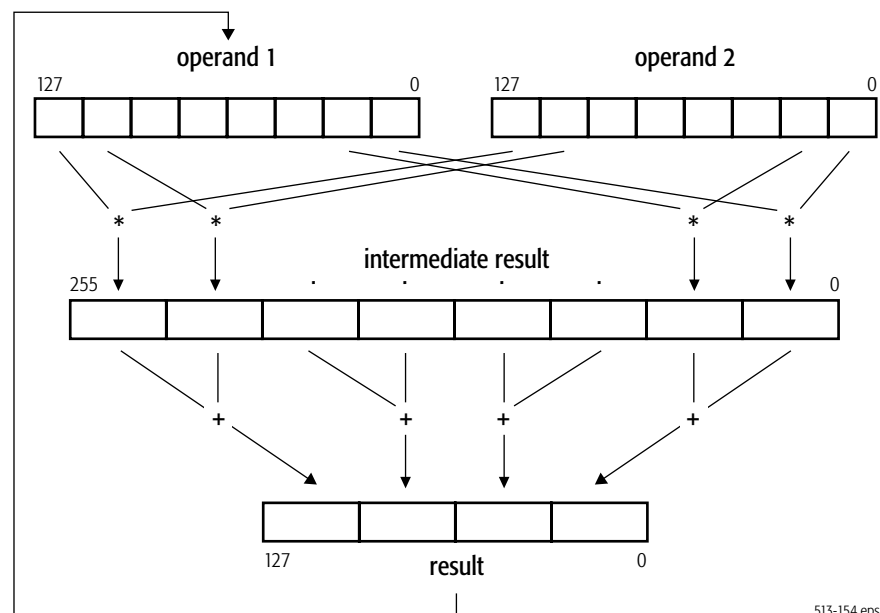 operand 1 operand 2
127 0 127 0
* * * *
intermediate result
255 . . . . 0
+ + + +
127 result 0
513-154.eps